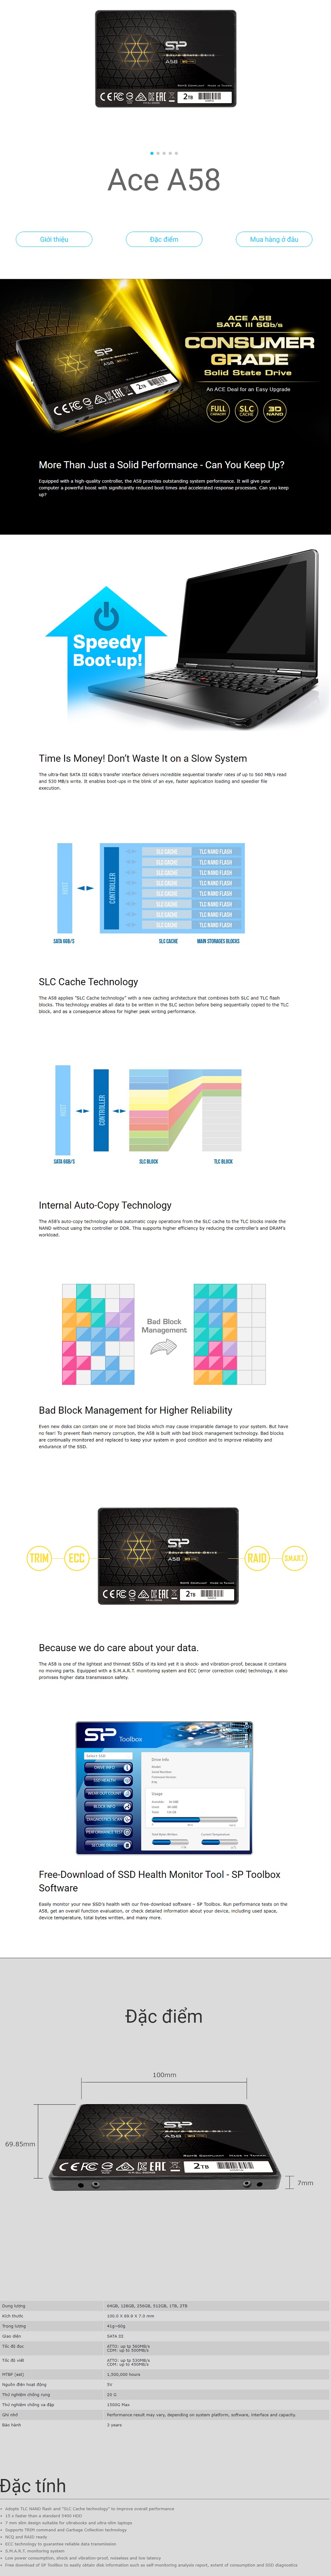 SP
SOLID STATE DRIVE
A58
2TB
Ace A58
Giới thiệu
Đặc điểm
Mua hàng ở đâu
ACE A58
SATA III 6Gb/s
CONSUMER
GRADE
Solid State Drive
An ACE Deal for an Easy Upgrade
FULL CAPACITY
SLC CACHE
3D NAND
SP
A58
2TB
More Than Just a Solid Performance - Can You Keep Up?
Equipped with a high-quality controller, the A58 provides outstanding system performance. It will give your
computer a powerful boost with significantly reduced boot times and accelerated response processes. Can you keep
up?
Speedy
Boot-up!
Time Is Money! Don't Waste It on a Slow System
The ultra-fast SATA III 6GB/s transfer interface delivers incredible sequential transfer rates of up to 560 MB/s read
and 530 MB/s write. It enables boot-ups in the blink of an eye, faster application loading and speedier file
execution.
HOST
CONTROLLER
SLC CACHE TLC NAND FLASH
SLC CACHE TLC NAND FLASH
SLC CACHE TLC NAND FLASH
SLC CACHE TLC NAND FLASH
SLC CACHE TLC NAND FLASH
SLC CACHE TLC NAND FLASH
SLC CACHE TLC NAND FLASH
SLC CACHE TLC NAND FLASH
SATA 6GB/S
SLC CACHE
MAIN STORAGES BLOCKS
SLC Cache Technology
The A58 applies "SLC Cache technology" with a new caching architecture that combines both SLC and TLC flash
blocks. This technology enables all data to be written in the SLC section before being sequentially copied to the TLC
block, and as a consequence allows for higher peak writing performance.
HOST
CONTROLLER
SATA 6GB/S
SLC BLOCK
TLC BLOCK
Internal Auto-Copy Technology
The A58's auto-copy technology allows automatic copy operations from the SLC cache to the TLC blocks inside the
NAND without using the controller or DDR. This supports higher efficiency by reducing the controller's and DRAM's
workload.
Bad Block
Management
Bad Block Management for Higher Reliability
Even new disks can contain one or more bad blocks which may cause irreparable damage to your system. But have
no fear! To prevent flash memory corruption, the A58 is built with bad block management technology. Bad blocks
are continually monitored and replaced to keep your system in good condition and to improve reliability and
endurance of the SSD.
TRIM
ECC
SP
A58
2TB
RAID
SMART
Because we do care about your data.
The A58 is one of the lightest and thinnest SSDs of its kind yet it is shock- and vibration-proof, because it contains
no moving parts. Equipped with a S.M.A.R.T. monitoring system and ECC (error correction code) technology, it also
promises higher data transmission safety.
SP Toolbox
Select SSD
DRIVE INFO
SSD HEALTH
WEAR OUT COUNT
BLOCK INFO
DIAGNOSTICS SCAN
PERFORMANCE TEST
SECURE ERASE
Drive Info
Usage
Free-Download of SSD Health Monitor Tool - SP Toolbox
Software
Easily monitor your new SSD's health with our free-download software – SP Toolbox. Run performance tests on the
A58, get an overall function evaluation, or check detailed information about your device, including used space,
device temperature, total bytes written, and many more.
Đặc điểm
100mm
69.85mm
SP
A58
2TB
7mm
Dung lượng 64GB, 128GB, 256GB, 512GB, 1TB, 2TB
Kích thước 100.0 X 69.9 X 7.0 mm
Trọng lượng 41g~60g
Giao diện SATA III
Tốc độ đọc ATTO: up to 560MB/s
CDM: up to 500MB/s
Tốc độ viết ATTO: up to 530MB/s
CDM: up to 450MB/s
MTBF (est) 1,500,000 hours
Nguồn điện hoạt động 5V
Thử nghiệm chống rung 20 G
Thử nghiệm chống va đập 1500G Max
Ghi nhớ Performance result may vary, depending on system platform, software, interface and capacity.
Bảo hành 3 years
Đặc tính
Adopts TLC NAND flash and "SLC Cache technology" to improve overall performance
15 x faster than a standard 5400 HDD
7 mm slim design suitable for ultrabooks and ultra-slim laptops
Supports TRIM command and Garbage Collection technology
NCQ and RAID ready
ECC technology to guarantee reliable data transmission
S.M.A.R.T. monitoring system
Low power consumption, shock and vibration-proof, noiseless and low latency
Free download of SP Toolbox to easily obtain disk information such as self-monitoring analysis report, extent of consumption and SSD diagnostics